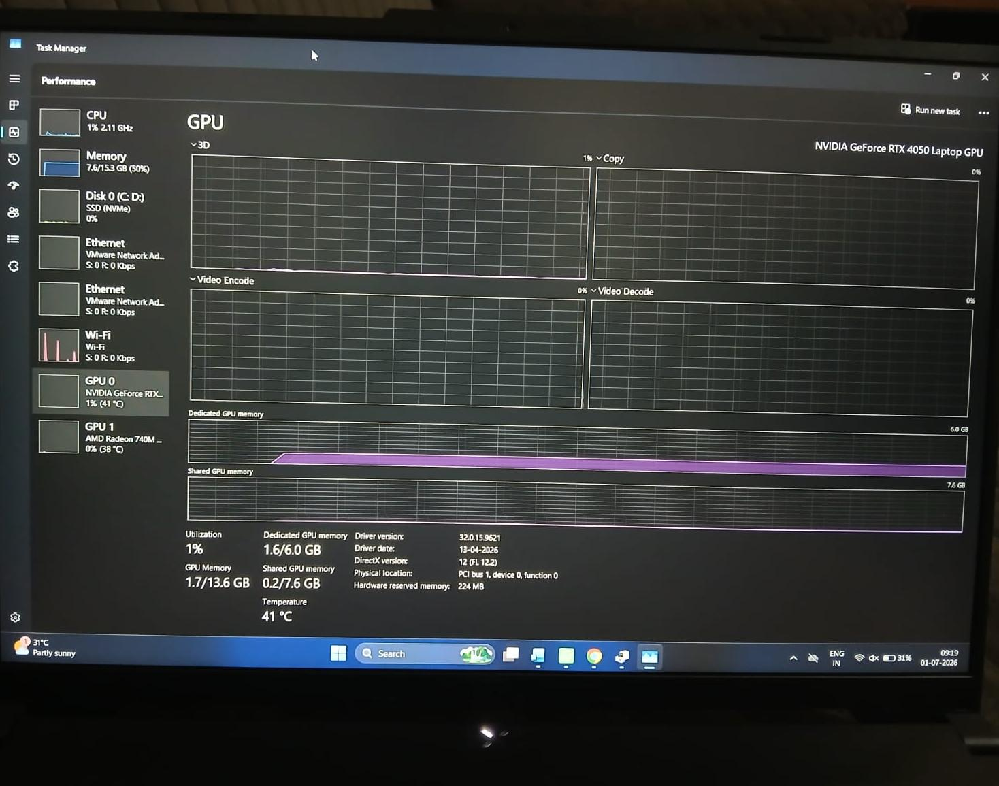 Task Manager
Performance
Run new task
CPU
1% 2.11 GHz
Memory
7.6/15.3 GB (50%)
Disk 0 (C: D:)
SSD (NVMe)
0%
Ethernet
VMware Network Ad...
S: 0 R: 0 Kbps
Ethernet
VMware Network Ad...
S: 0 R: 0 Kbps
Wi-Fi
Wi-Fi
S: 0 R: 0 Kbps
GPU 0
NVIDIA GeForce RTX...
1% (41 °C)
GPU 1
AMD Radeon 740M ...
0% (38 °C)
GPU
NVIDIA GeForce RTX 4050 Laptop GPU
3D
1%
Copy
0%
Video Encode
0%
Video Decode
0%
Dedicated GPU memory
6.0 GB
Shared GPU memory
7.6 GB
Utilization
1%
Dedicated GPU memory
1.6/6.0 GB
GPU Memory
1.7/13.6 GB
Shared GPU memory
0.2/7.6 GB
Temperature
41 °C
Driver version: 32.0.15.9621
Driver date: 13-04-2026
DirectX version: 12 (FL 12.2)
Physical location: PCI bus 1, device 0, function 0
Hardware reserved memory: 224 MB
1
31°C
Partly sunny
Search
ENG
IN
31%
09:19
01-07-2026